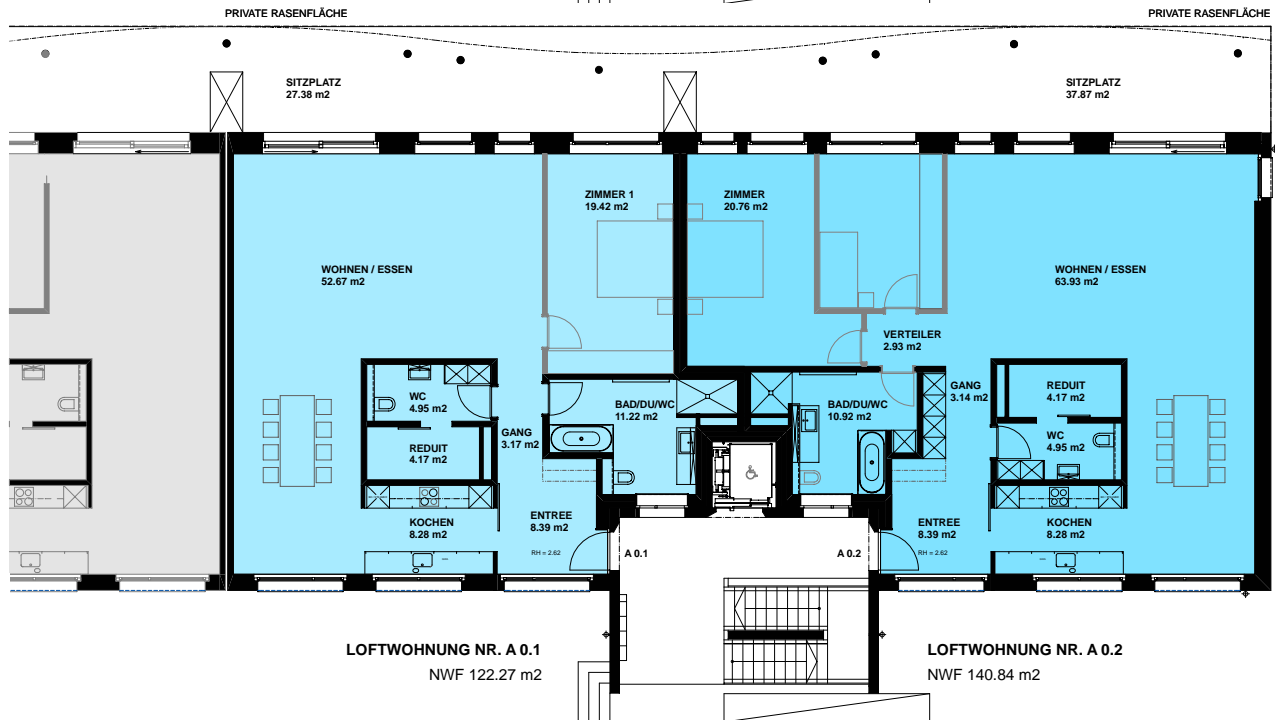 PRIVATE RASENFLÄCHE
PRIVATE RASENFLÄCHE
SITZPLATZ
27.38 m2
SITZPLATZ
37.87 m2
ZIMMER 1
19.42 m2
ZIMMER
20.76 m2
WOHNEN / ESSEN
52.67 m2
WOHNEN / ESSEN
63.93 m2
VERTEILER
2.93 m2
WC
4.95 m2
BAD/DU/WC
11.22 m2
BAD/DU/WC
10.92 m2
GANG
3.14 m2
REDUIT
4.17 m2
GANG
3.17 m2
REDUIT
4.17 m2
WC
4.95 m2
KOCHEN
8.28 m2
ENTREE
8.39 m2
RH = 2.62
A 0.1
A 0.2
ENTREE
8.39 m2
RH = 2.62
KOCHEN
8.28 m2
LOFTWOHNUNG NR. A 0.1
NWF 122.27 m2
LOFTWOHNUNG NR. A 0.2
NWF 140.84 m2